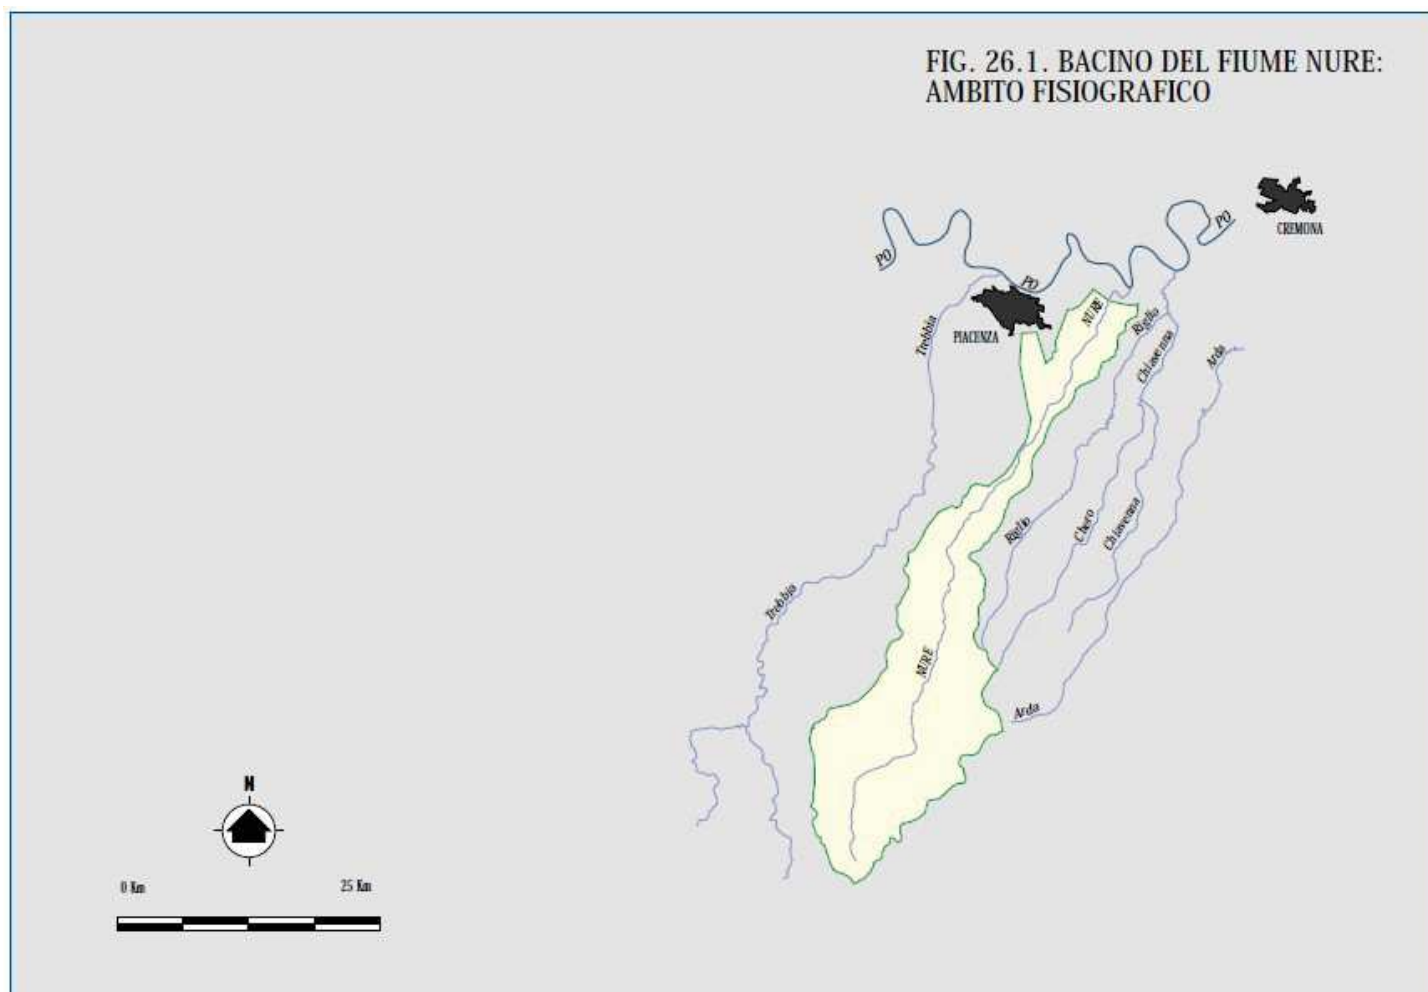 FIG. 26.1. BACINO DEL FIUME NURE:
AMBITO FISIOGRAFICO
CREMONA
PO
PO
PO
PIACENZA
NURE
Riglio
Trebbia
Chiavenna
Arda
Riglio
Chero
Chiavenna
Trebbia
NURE
Arda
N
0 Km
25 Km